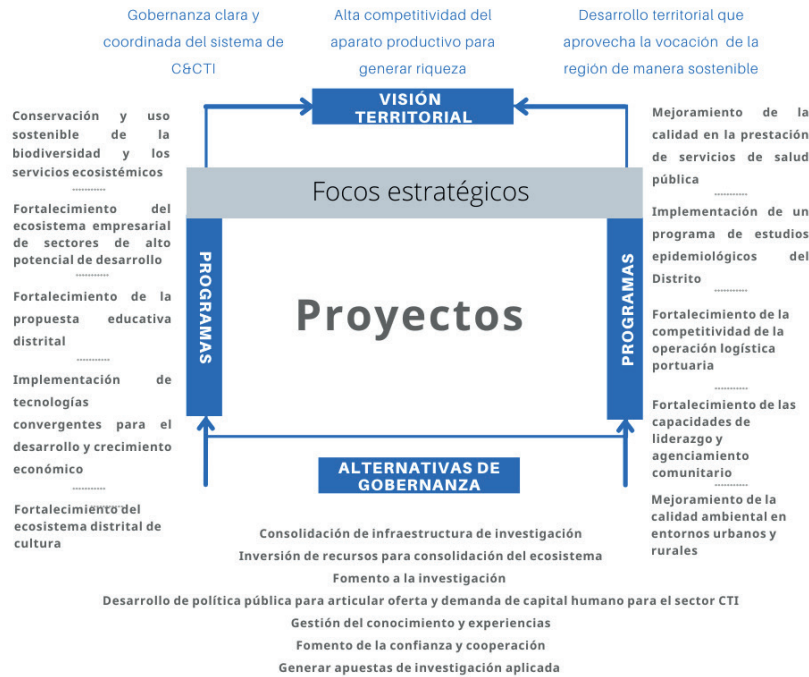 Gobernanza clara y
coordinada del sistema de
C&CTI
Alta competitividad del
aparato productivo para
generar riqueza
Desarrollo territorial que
aprovecha la vocación de la
región de manera sostenible
VISIÓN
TERRITORIAL
Conservación y uso
sostenible de la
biodiversidad y los
servicios ecosistémicos
Fortalecimiento del
ecosistema empresarial
de sectores de alto
potencial de desarrollo
Fortalecimiento de la
propuesta educativa
distrital
Implementación de
tecnologías
convergentes para el
desarrollo y crecimiento
económico
Fortalecimiento del
ecosistema distrital de
cultura
Focos estratégicos
PROGRAMAS
Proyectos
PROGRAMAS
Mejoramiento de la
calidad en la prestación
de servicios de salud
pública
Implementación de un
programa de estudios
epidemiológicos del
Distrito
Fortalecimiento de la
competitividad de la
operación logística
portuaria
Fortalecimiento de las
capacidades de
liderazgo y
agenciamiento
comunitario
Mejoramiento de la
calidad ambiental en
entornos urbanos y
rurales
ALTERNATIVAS DE
GOBERNANZA
Consolidación de infraestructura de investigación
Inversión de recursos para consolidación del ecosistema
Fomento a la investigación
Desarrollo de política pública para articular oferta y demanda de capital humano para el sector CTI
Gestión del conocimiento y experiencias
Fomento de la confianza y cooperación
Generar apuestas de investigación aplicada